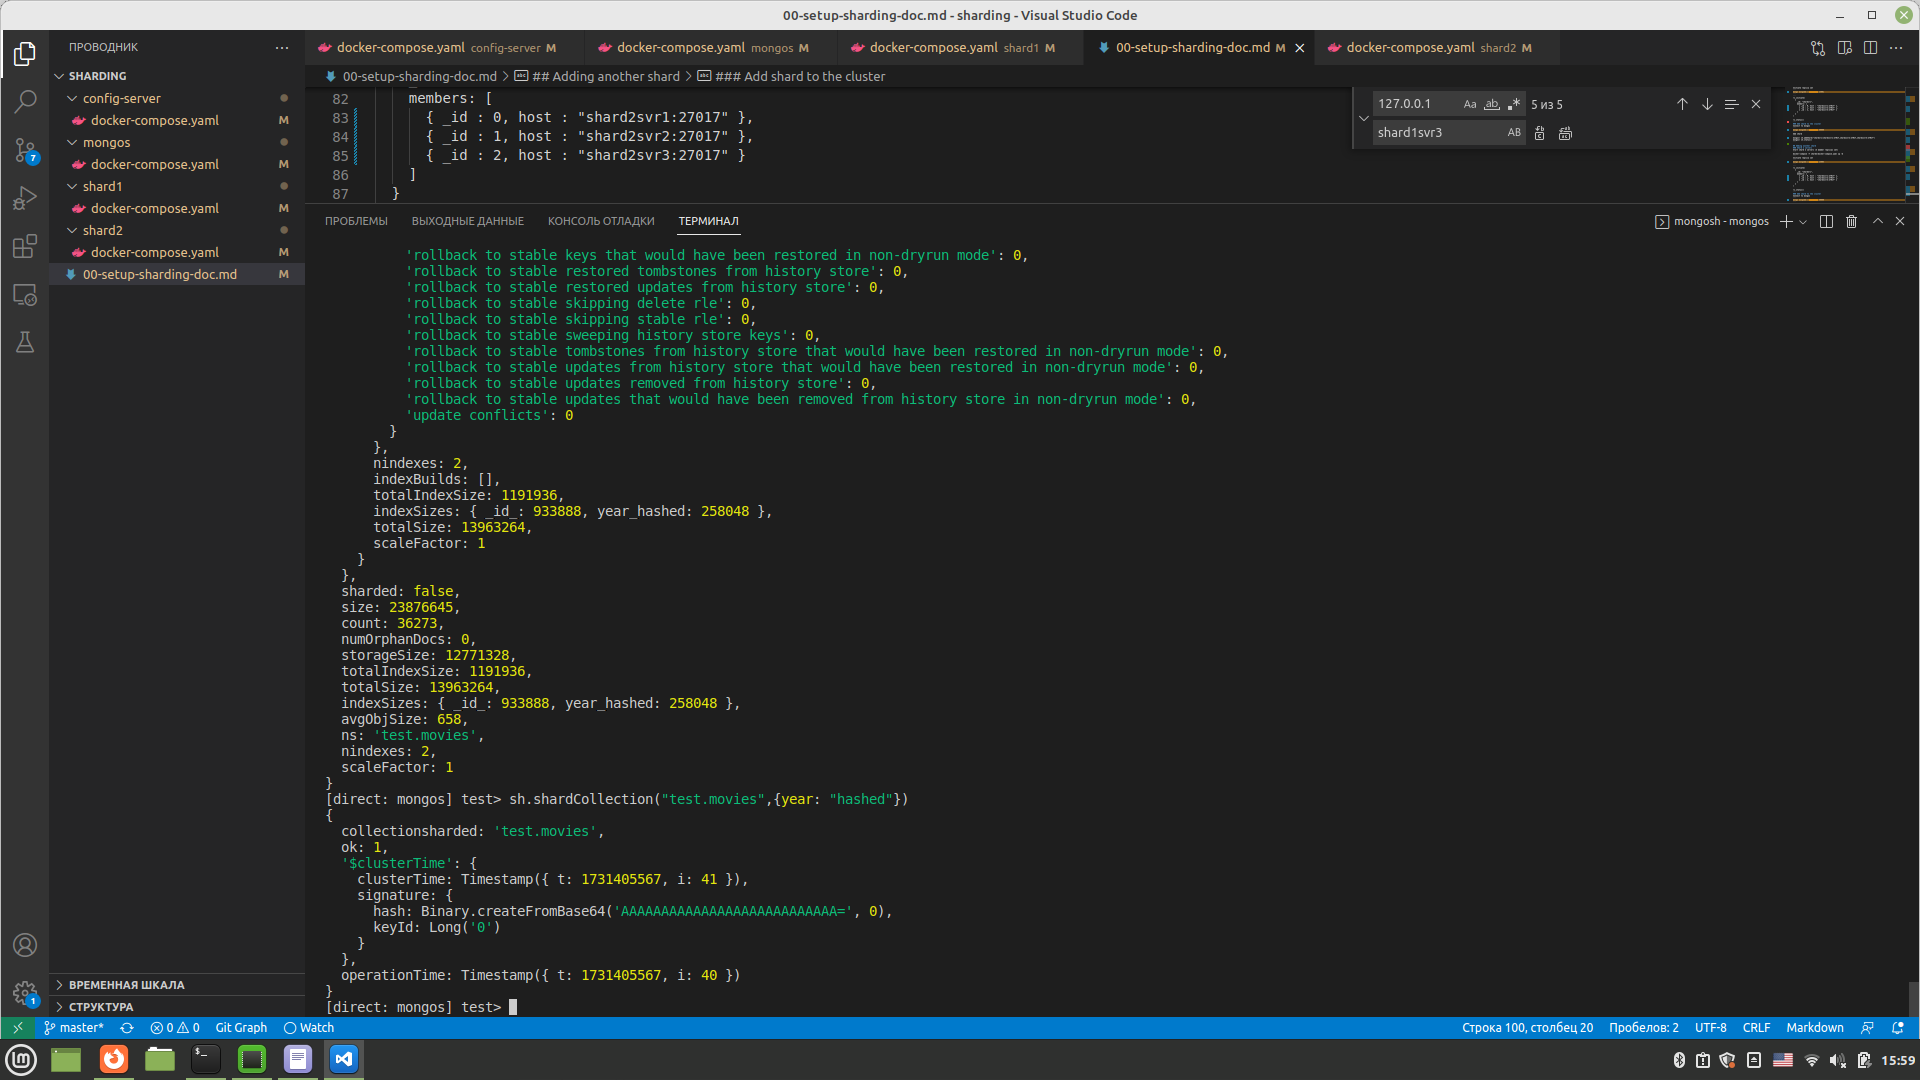 00-setup-sharding-doc.md - sharding - Visual Studio Code
ПРОВОДНИК
docker-compose.yaml config-server M
docker-compose.yaml mongos M
docker-compose.yaml shard1 M
00-setup-sharding-doc.md M
docker-compose.yaml shard2 M
SHARDING
config-server
docker-compose.yaml M
mongos
docker-compose.yaml M
shard1
docker-compose.yaml M
shard2
docker-compose.yaml M
00-setup-sharding-doc.md M
7
00-setup-sharding-doc.md > ## Adding another shard > ### Add shard to the cluster
82 members: [
83 { _id : 0, host : "shard2svr1:27017" },
84 { _id : 1, host : "shard2svr2:27017" },
85 { _id : 2, host : "shard2svr3:27017" }
86 ]
87 }
127.0.0.1 Aa ab .* 5 из 5
shard1svr3 AB
ПРОБЛЕМЫ ВЫХОДНЫЕ ДАННЫЕ КОНСОЛЬ ОТЛАДКИ ТЕРМИНАЛ
mongosh - mongos
'rollback to stable keys that would have been restored in non-dryrun mode': 0,
'rollback to stable restored tombstones from history store': 0,
'rollback to stable restored updates from history store': 0,
'rollback to stable skipping delete rle': 0,
'rollback to stable skipping stable rle': 0,
'rollback to stable sweeping history store keys': 0,
'rollback to stable tombstones from history store that would have been restored in non-dryrun mode': 0,
'rollback to stable updates from history store that would have been restored in non-dryrun mode': 0,
'rollback to stable updates removed from history store': 0,
'rollback to stable updates that would have been removed from history store in non-dryrun mode': 0,
'update conflicts': 0
}
},
nindexes: 2,
indexBuilds: [],
totalIndexSize: 1191936,
indexSizes: { _id_: 933888, year_hashed: 258048 },
totalSize: 13963264,
scaleFactor: 1
}
},
sharded: false,
size: 23876645,
count: 36273,
numOrphanDocs: 0,
storageSize: 12771328,
totalIndexSize: 1191936,
totalSize: 13963264,
indexSizes: { _id_: 933888, year_hashed: 258048 },
avgObjSize: 658,
ns: 'test.movies',
nindexes: 2,
scaleFactor: 1
}
[direct: mongos] test> sh.shardCollection("test.movies",{year: "hashed"})
{
collectionsharded: 'test.movies',
ok: 1,
'$clusterTime': {
clusterTime: Timestamp({ t: 1731405567, i: 41 }),
signature: {
hash: Binary.createFromBase64('AAAAAAAAAAAAAAAAAAAAAAAAAAA=', 0),
keyId: Long('0')
}
},
operationTime: Timestamp({ t: 1731405567, i: 40 })
}
[direct: mongos] test>
ВРЕМЕННАЯ ШКАЛА
СТРУКТУРА
1
master* 0 0 Git Graph Watch
Строка 100, столбец 20 Пробелов: 2 UTF-8 CRLF Markdown
15:59